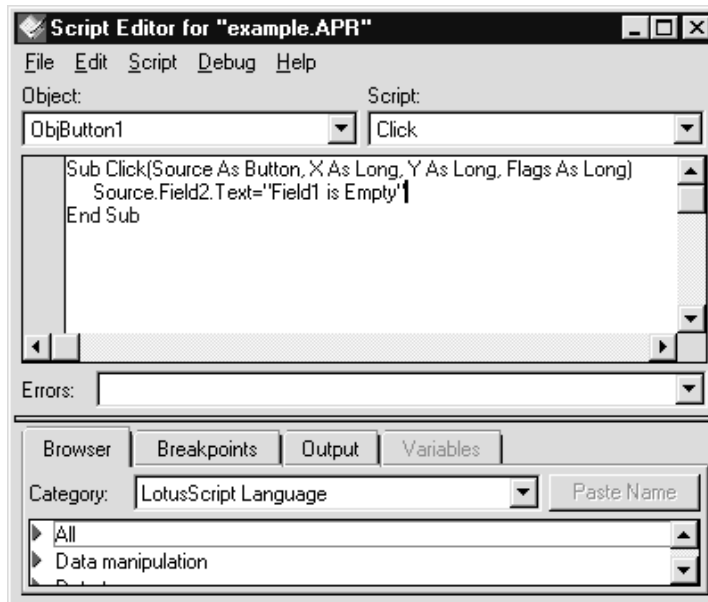 Script Editor for "example.APR"
File Edit Script Debug Help
Object: Script:
ObjButton1 Click
Sub Click(Source As Button, X As Long, Y As Long, Flags As Long)
Source.Field2.Text="Field1 is Empty"
End Sub
Errors:
Browser Breakpoints Output Variables
Category: LotusScript Language Paste Name
All
Data manipulation